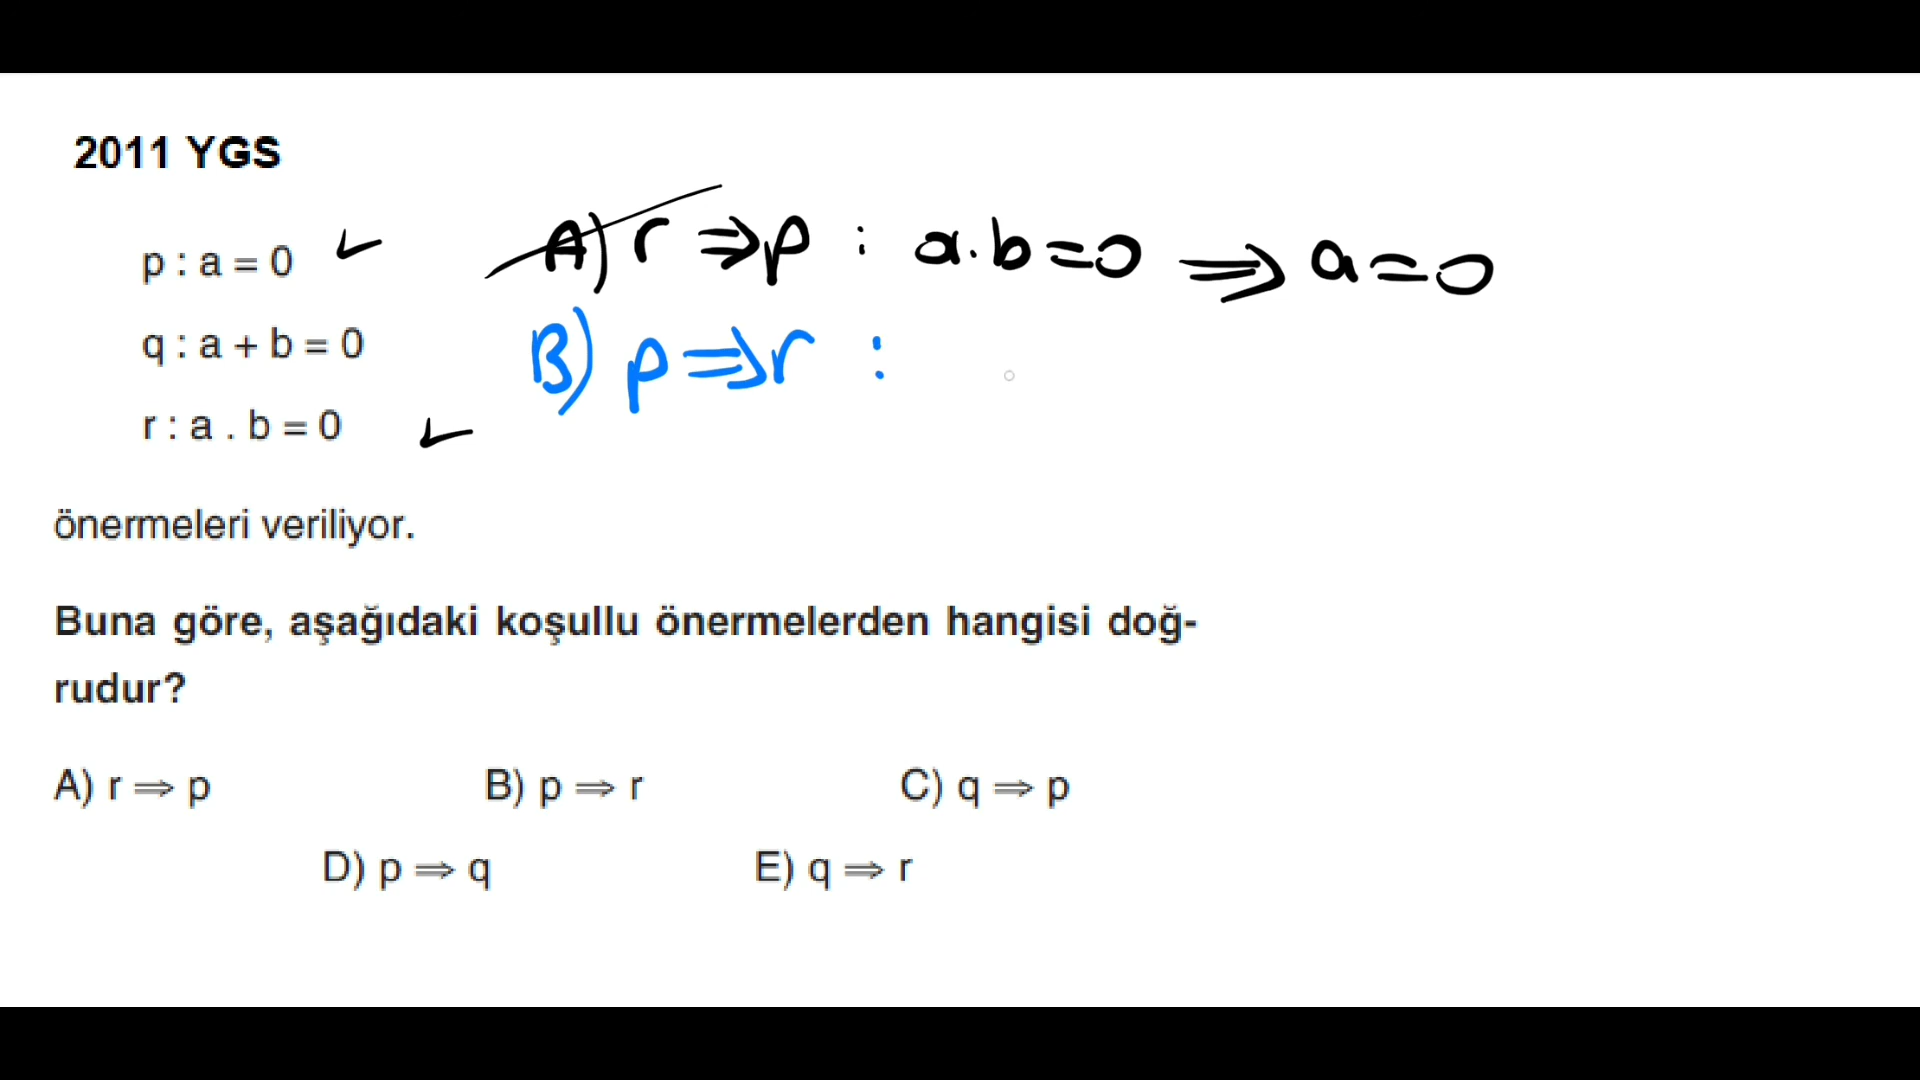 2011 YGS
p : a = 0
A) r ⇒ p : a.b=0 ⇒ a=0
q : a + b = 0
B) p ⇒ r :
r : a . b = 0
önermeleri veriliyor.
Buna göre, aşağıdaki koşullu önermelerden hangisi doğ-
rudur?
A) r ⇒ p B) p ⇒ r C) q ⇒ p
D) p ⇒ q E) q ⇒ r